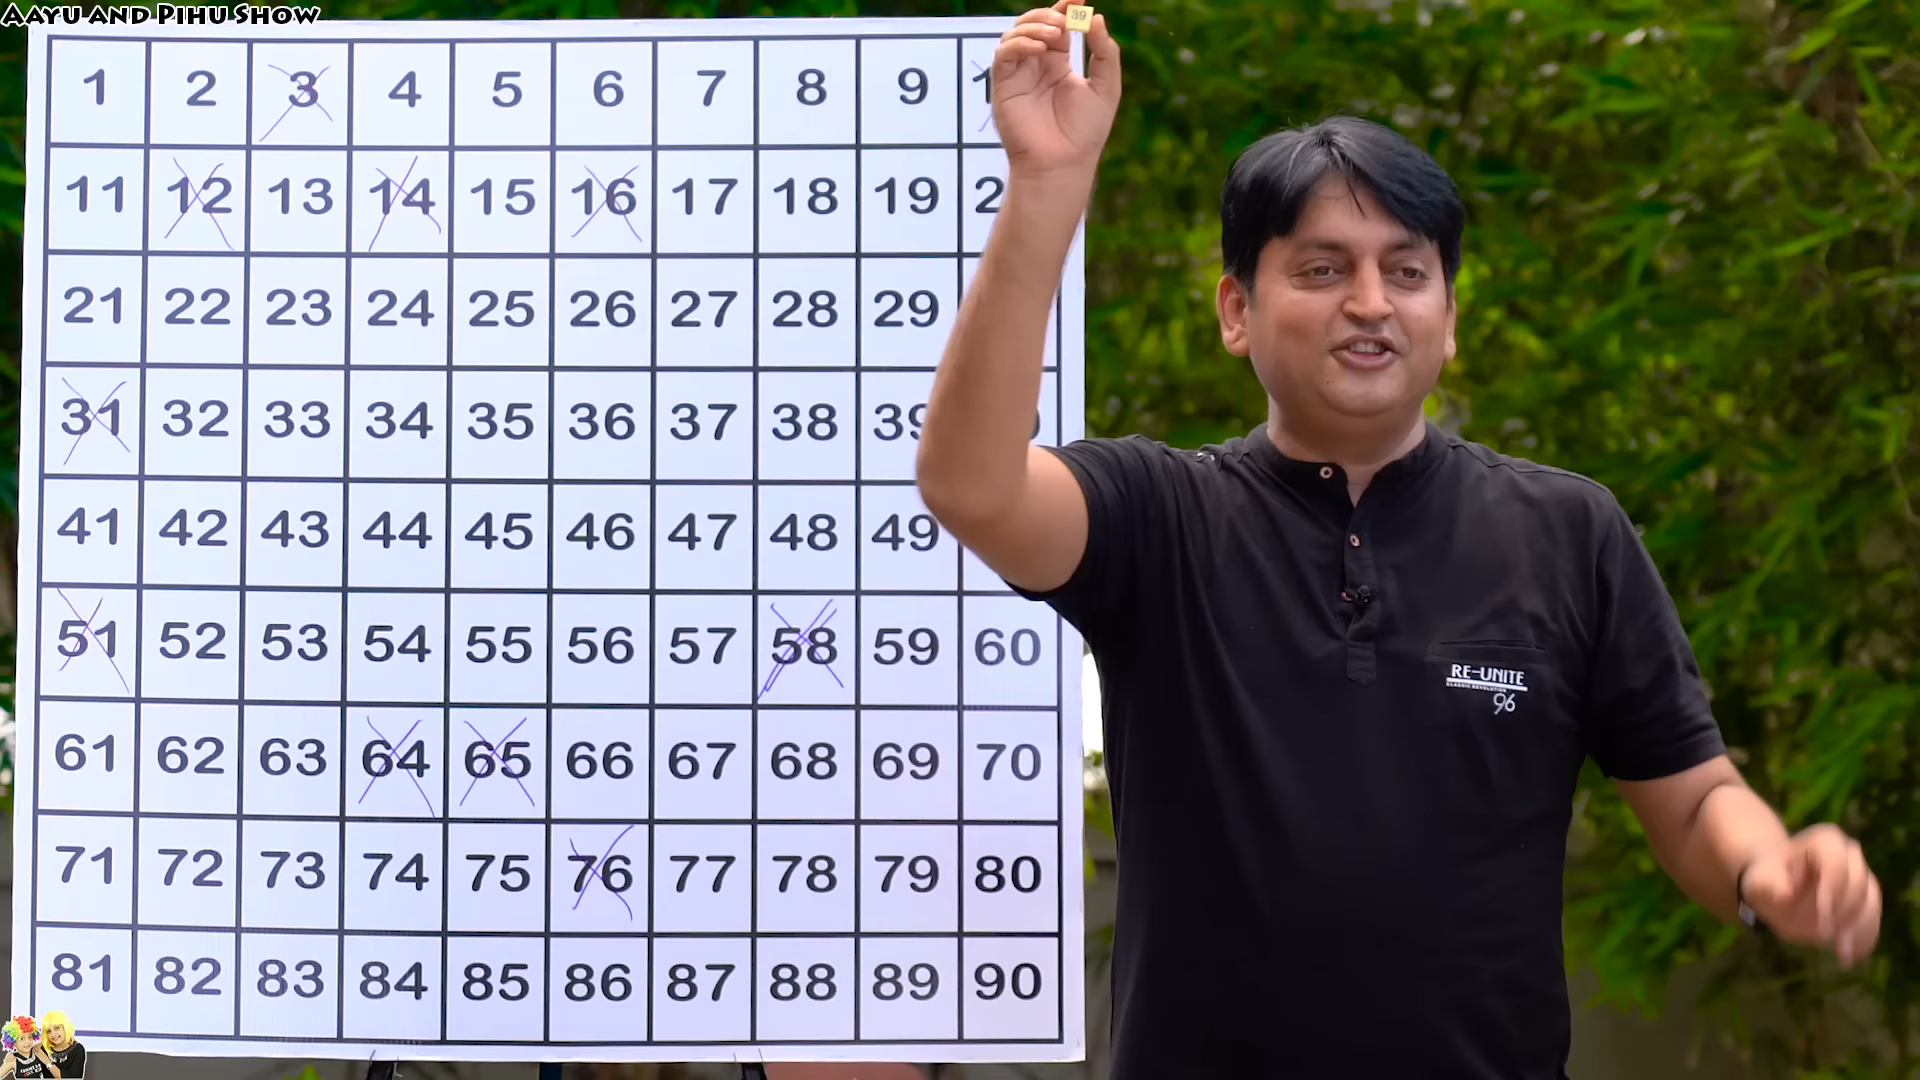 Aayu and Pihu Show
39
1 2 3 4 5 6 7 8 9
11 12 13 14 15 16 17 18 19
21 22 23 24 25 26 27 28 29
31 32 33 34 35 36 37 38 39
41 42 43 44 45 46 47 48 49
51 52 53 54 55 56 57 58 59 60
61 62 63 64 65 66 67 68 69 70
71 72 73 74 75 76 77 78 79 80
81 82 83 84 85 86 87 88 89 90
RE-UNITE
CLASSIC REVOLUTION
96